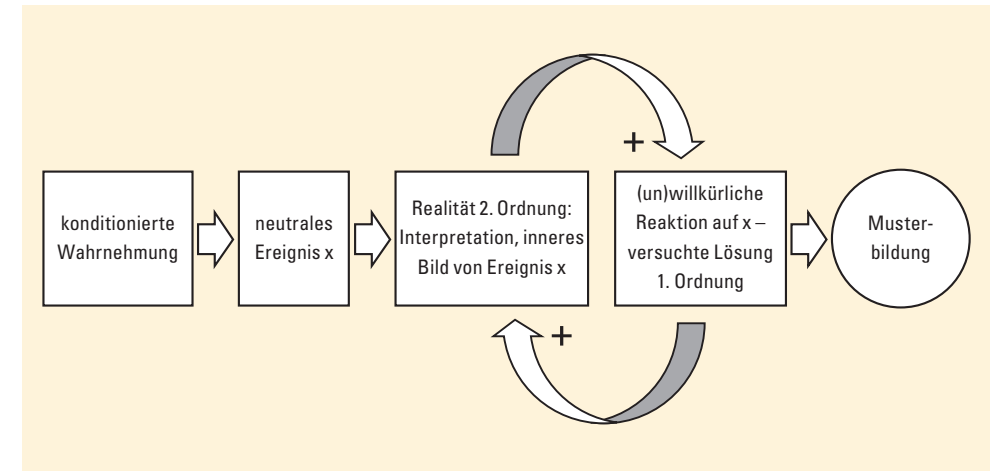 konditionierte
Wahrnehmung
neutrales
Ereignis x
Realität 2. Ordnung:
Interpretation, inneres
Bild von Ereignis x
+
(un)willkürliche
Reaktion auf x –
versuchte Lösung
1. Ordnung
+
Muster-
bildung